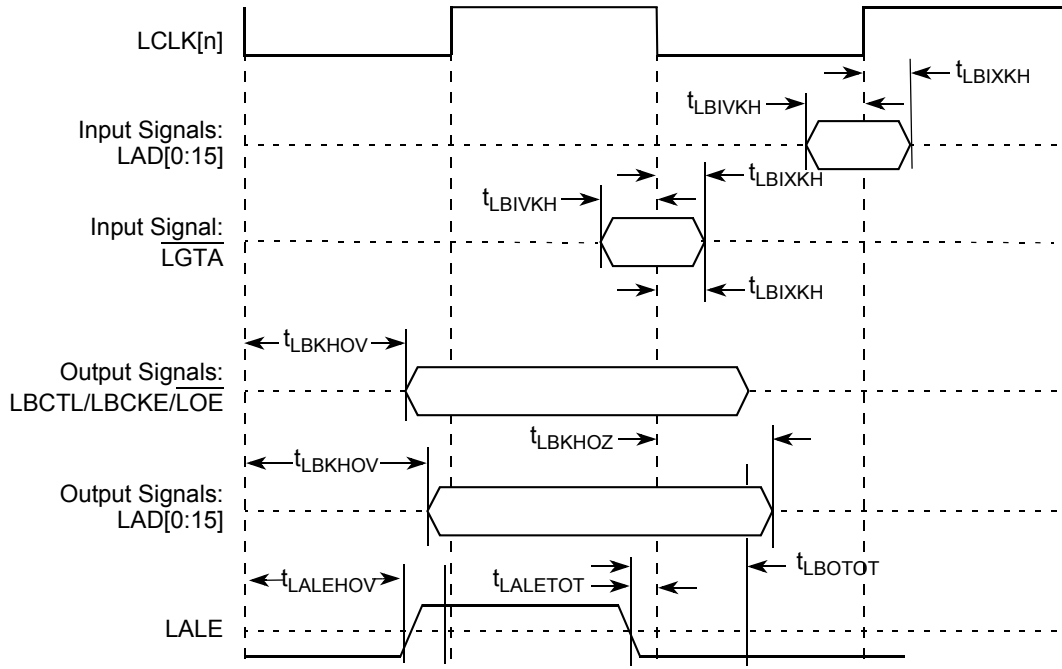 LCLK[n]
tLBIXKH
tLBIVKH
Input Signals:
LAD[0:15]
tLBIXKH
tLBIVKH
Input Signal:
LGTA
tLBIXKH
tLBKHOV
Output Signals:
LBCTL/LBCKE/LOE
tLBKHOZ
tLBKHOV
Output Signals:
LAD[0:15]
tLBOTOT
tLALEHOV
tLALETOT
LALE